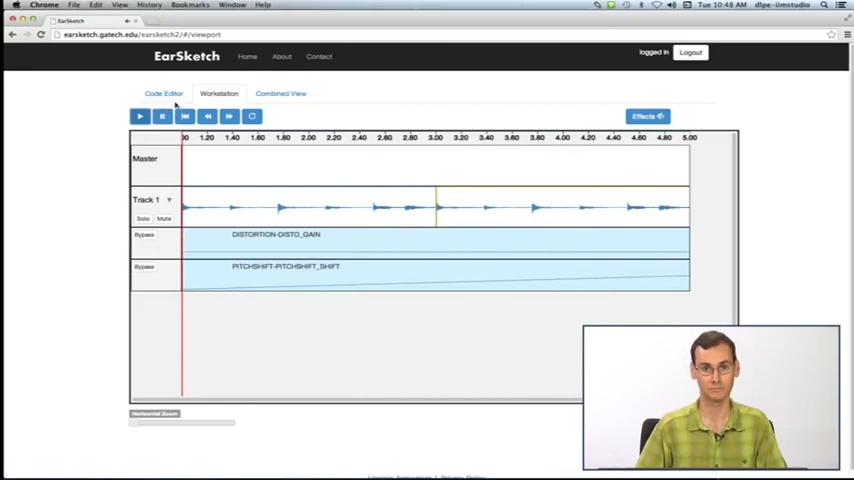 Chrome File Edit View History Bookmarks Window Help Tue 10:48 AM dlpe-iimstudio
EarSketch
earsketch.gatech.edu/earsketch2/#/viewport
EarSketch Home About Contact logged in Logout
Code Editor Workstation Combined View
Effects
1.20 1.40 1.60 1.80 2.00 2.20 2.40 2.60 2.80 3.00 3.20 3.40 3.60 3.80 4.00 4.20 4.40 4.60 4.80 5.00
Master
Track 1
Solo Mute
Bypass DISTORTION-DISTO_GAIN
Bypass PITCHSHIFT-PITCHSHIFT_SHIFT
Horizontal Zoom